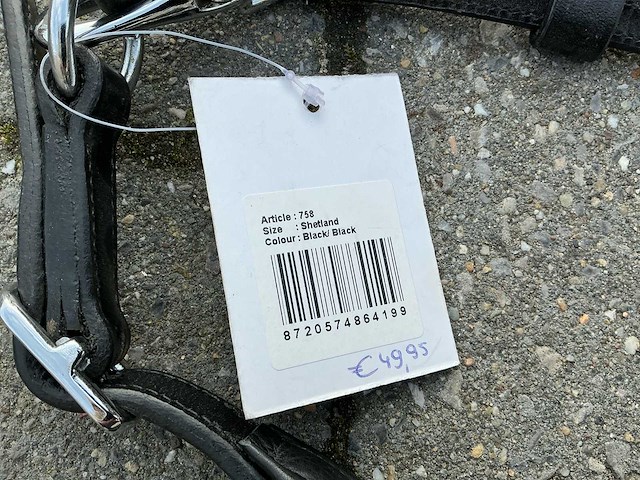 Article : 758
Size : Shetland
Colour : Black/ Black
8720574864199
€ 49,95